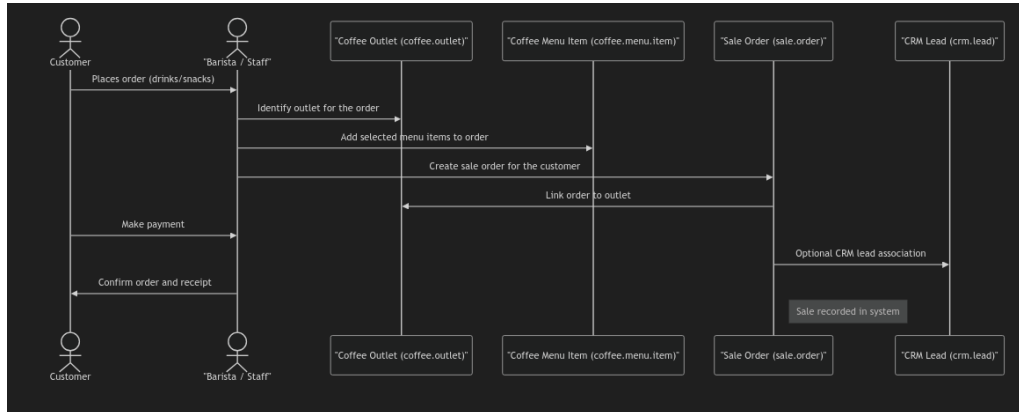 "Coffee Outlet (coffee.outlet)"
"Coffee Menu Item (coffee.menu.item)"
"Sale Order (sale.order)"
"CRM Lead (crm.lead)"
Customer
"Barista / Staff"
Places order (drinks/snacks)
Identify outlet for the order
Add selected menu items to order
Create sale order for the customer
Link order to outlet
Make payment
Optional CRM lead association
Confirm order and receipt
Sale recorded in system
"Coffee Outlet (coffee.outlet)"
"Coffee Menu Item (coffee.menu.item)"
"Sale Order (sale.order)"
"CRM Lead (crm.lead)"
Customer
"Barista / Staff"